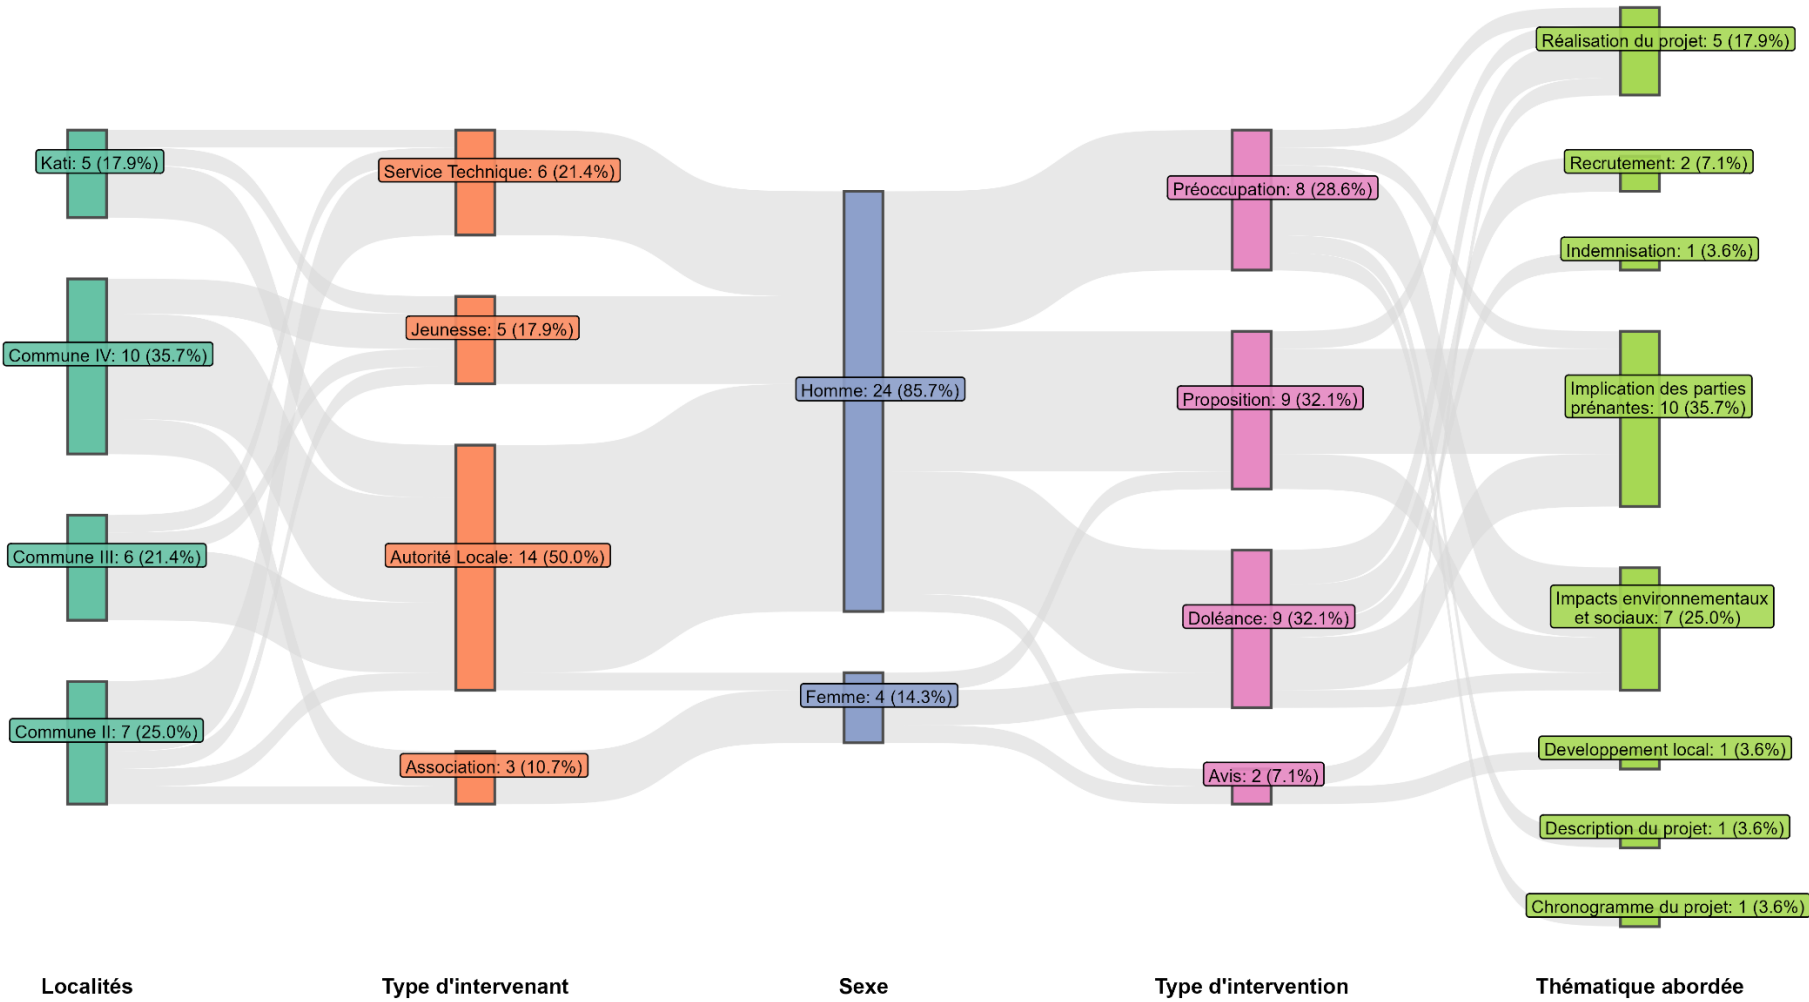 Kati: 5 (17.9%)
Commune IV: 10 (35.7%)
Commune III: 6 (21.4%)
Commune II: 7 (25.0%)
Service Technique: 6 (21.4%)
Jeunesse: 5 (17.9%)
Autorité Locale: 14 (50.0%)
Association: 3 (10.7%)
Homme: 24 (85.7%)
Femme: 4 (14.3%)
Préoccupation: 8 (28.6%)
Proposition: 9 (32.1%)
Doléance: 9 (32.1%)
Avis: 2 (7.1%)
Réalisation du projet: 5 (17.9%)
Recrutement: 2 (7.1%)
Indemnisation: 1 (3.6%)
Implication des parties
prénantes: 10 (35.7%)
Impacts environnementaux
et sociaux: 7 (25.0%)
Developpement local: 1 (3.6%)
Description du projet: 1 (3.6%)
Chronogramme du projet: 1 (3.6%)
Localités
Type d'intervenant
Sexe
Type d'intervention
Thématique abordée